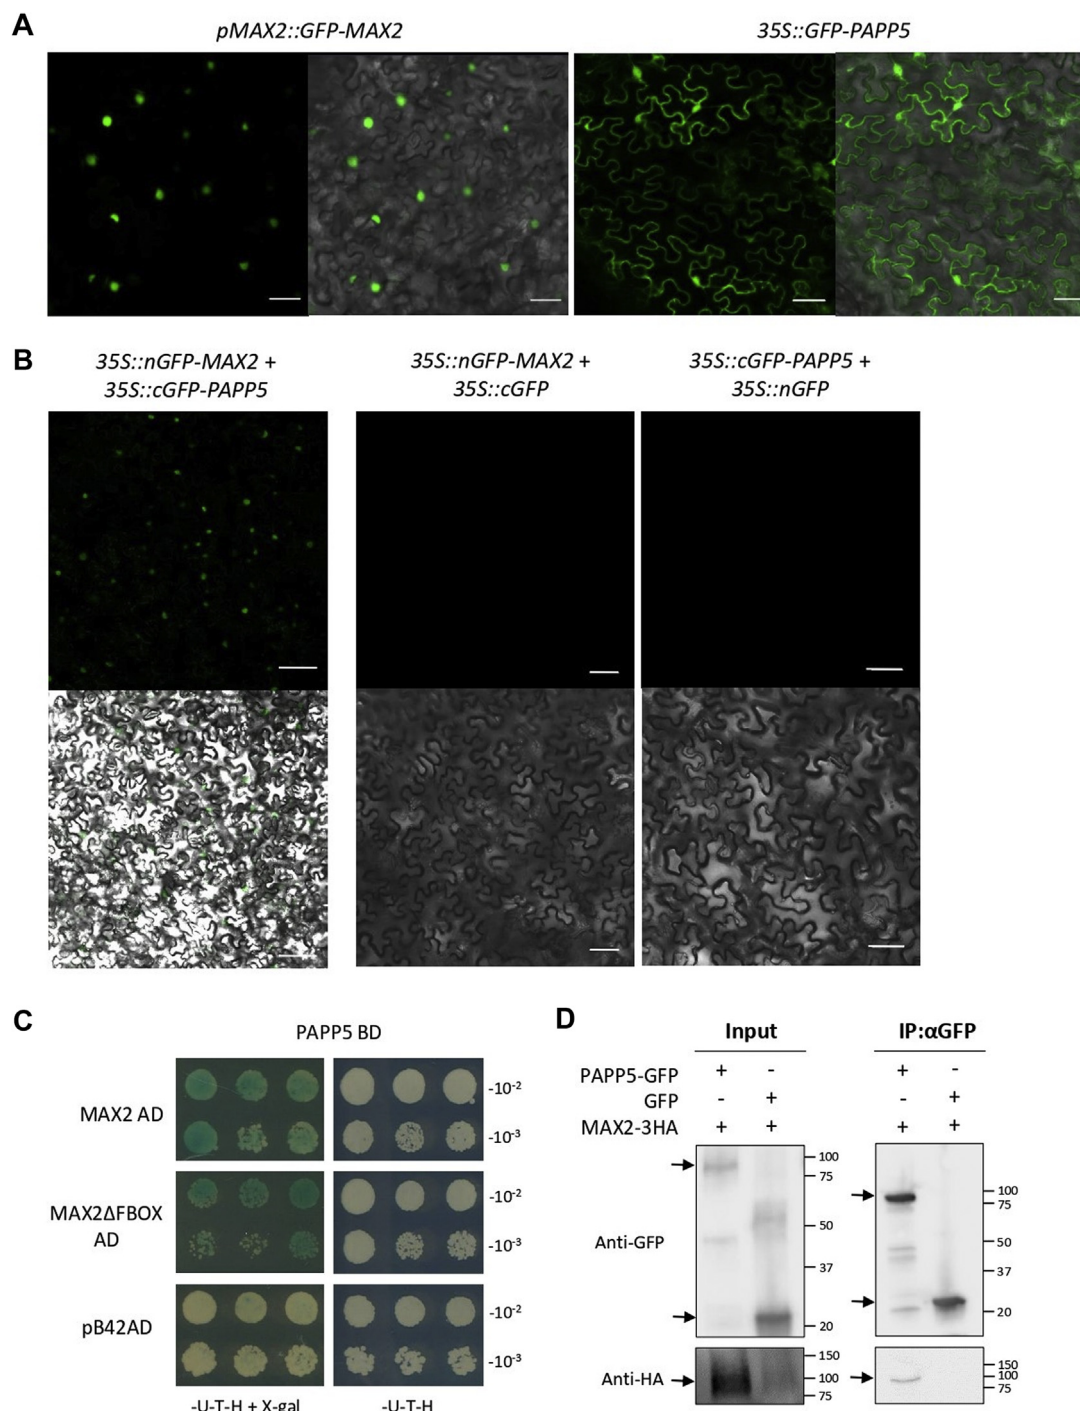 A
pMAX2::GFP-MAX2
35S::GFP-PAPP5
B
35S::nGFP-MAX2 +
35S::cGFP-PAPP5
35S::nGFP-MAX2 +
35S::cGFP
35S::cGFP-PAPP5 +
35S::nGFP
C
PAPP5 BD
MAX2 AD
-10-2
-10-3
MAX2ΔFBOX
AD
-10-2
-10-3
pB42AD
-10-2
-10-3
-U-T-H + X-gal
-U-T-H
D
Input
IP:αGFP
PAPP5-GFP + - + -
GFP - + - +
MAX2-3HA + + + +
Anti-GFP
100
75
50
37
20
100
75
50
37
20
Anti-HA
150
100
75
150
100
75